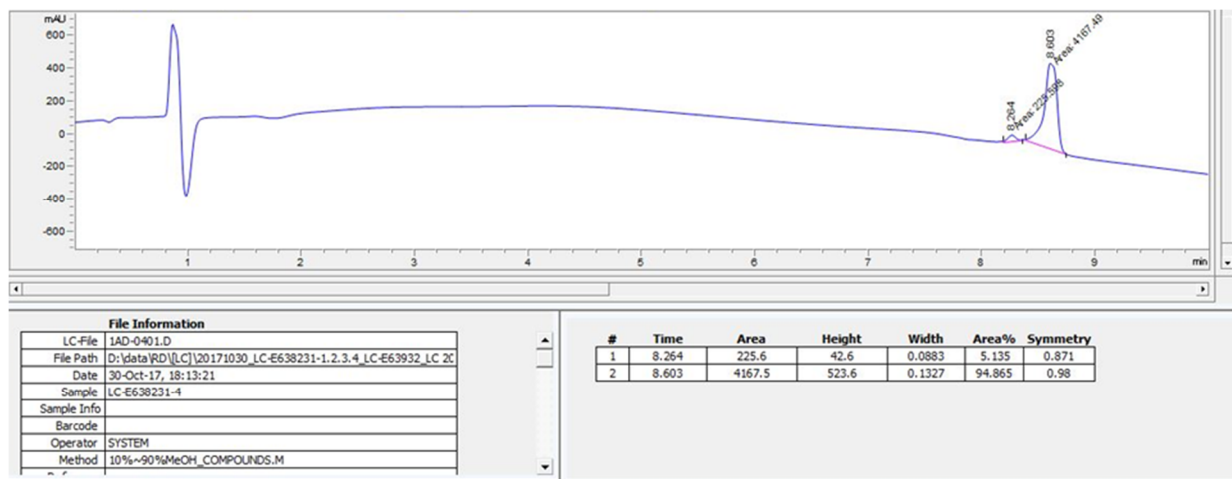 mAU
600
400
200
0
-200
-400
-600
8.264
Area: 225.598
8.603
Area: 4167.49
1 2 3 4 5 6 7 8 9 min
File Information
LC-File 1AD-0401.D
File Path D:\data\RD\[LC]\20171030_LC-E638231-1.2.3.4_LC-E63932_LC 20
Date 30-Oct-17, 18:13:21
Sample LC-E638231-4
Sample Info
Barcode
Operator SYSTEM
Method 10%~90%MeOH_COMPOUNDS.M
# Time Area Height Width Area% Symmetry
1 8.264 225.6 42.6 0.0883 5.135 0.871
2 8.603 4167.5 523.6 0.1327 94.865 0.98